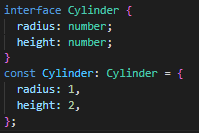 interface Cylinder {
  radius: number;
  height: number;
}
const Cylinder: Cylinder = {
  radius: 1,
  height: 2,
};